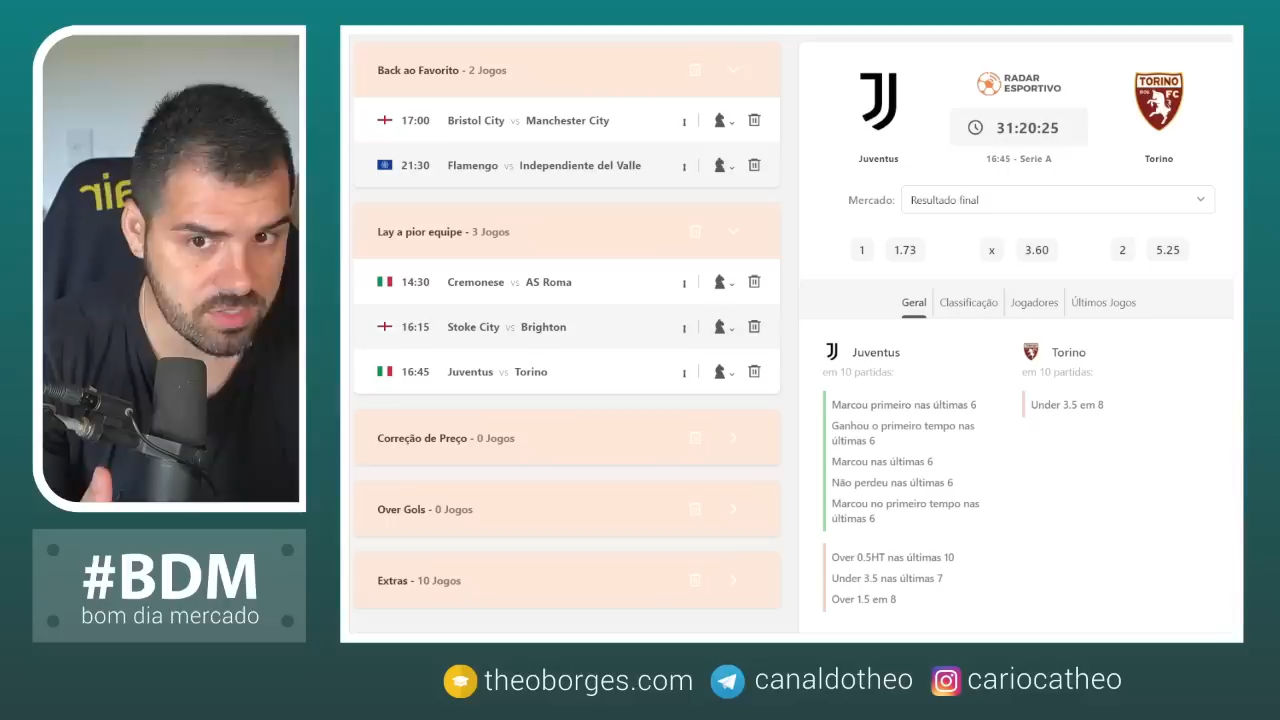 air
#BDM
bom dia mercado
Back ao Favorito - 2 Jogos
17:00 Bristol City vs Manchester City
21:30 Flamengo vs Independiente del Valle
Lay a pior equipe - 3 Jogos
14:30 Cremonese vs AS Roma
16:15 Stoke City vs Brighton
16:45 Juventus vs Torino
Correção de Preço - 0 Jogos
Over Gols - 0 Jogos
Extras - 10 Jogos
RADAR
ESPORTIVO
TORINO
FC
31:20:25
Juventus
16:45 - Serie A
Torino
Mercado: Resultado final
1 1.73 x 3.60 2 5.25
Geral Classificação Jogadores Últimos Jogos
Juventus
em 10 partidas:
Marcou primeiro nas últimas 6
Ganhou o primeiro tempo nas
últimas 6
Marcou nas últimas 6
Não perdeu nas últimas 6
Marcou no primeiro tempo nas
últimas 6
Over 0.5HT nas últimas 10
Under 3.5 nas últimas 7
Over 1.5 em 8
Torino
em 10 partidas:
Under 3.5 em 8
theoborges.com canaldotheo cariocatheo